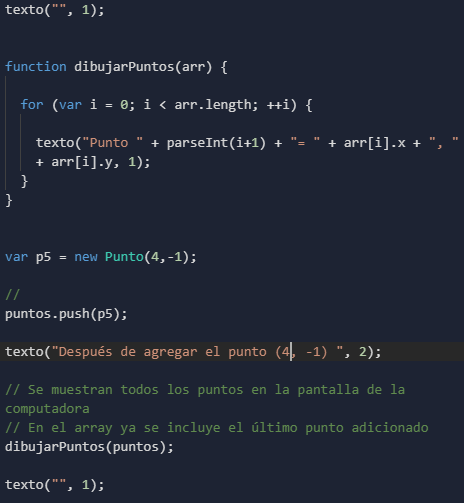 texto("", 1);
function dibujarPuntos(arr) {
for (var i = 0; i < arr.length; ++i) {
texto("Punto " + parseInt(i+1) + "= " + arr[i].x + ", "
+ arr[i].y, 1);
}
}
var p5 = new Punto(4,-1);
//
puntos.push(p5);
texto("Después de agregar el punto (4, -1) ", 2);
// Se muestran todos los puntos en la pantalla de la
computadora
// En el array ya se incluye el último punto adicionado
dibujarPuntos(puntos);
texto("", 1);